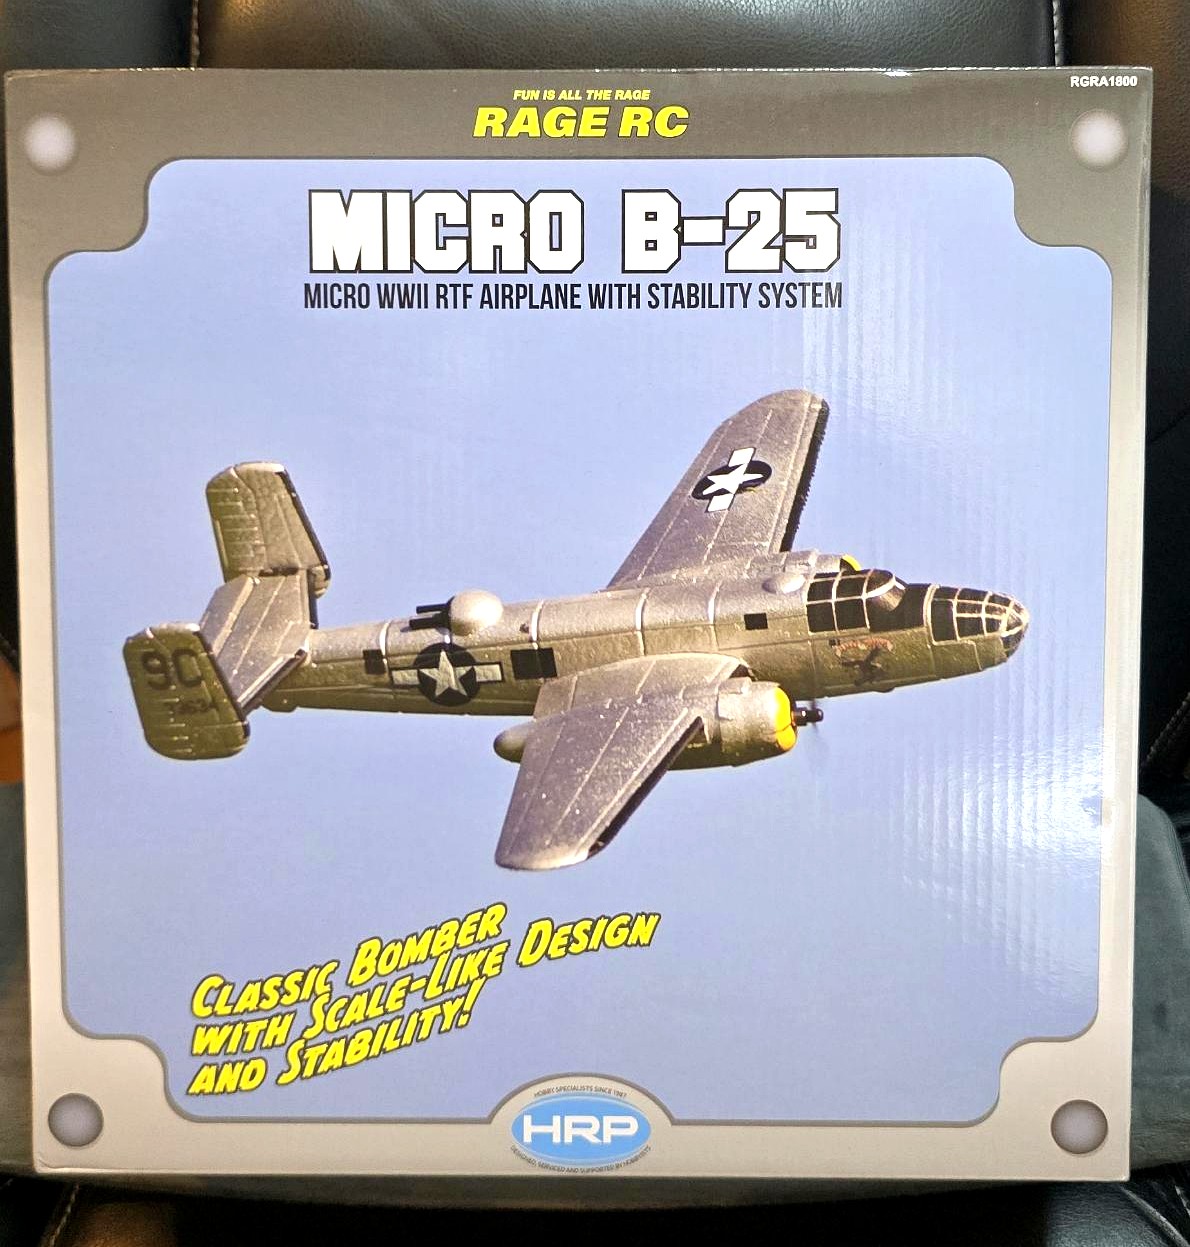 RGRA1800
FUN IS ALL THE RAGE
RAGE RC
MICRO B-25
MICRO WWII RTF AIRPLANE WITH STABILITY SYSTEM
9C
CLASSIC BOMBER
WITH SCALE-LIKE DESIGN
AND STABILITY!
HOBBY SPECIALISTS SINCE 1987
HRP
DESIGNED, SERVICED AND SUPPORTED BY HOBBYISTS